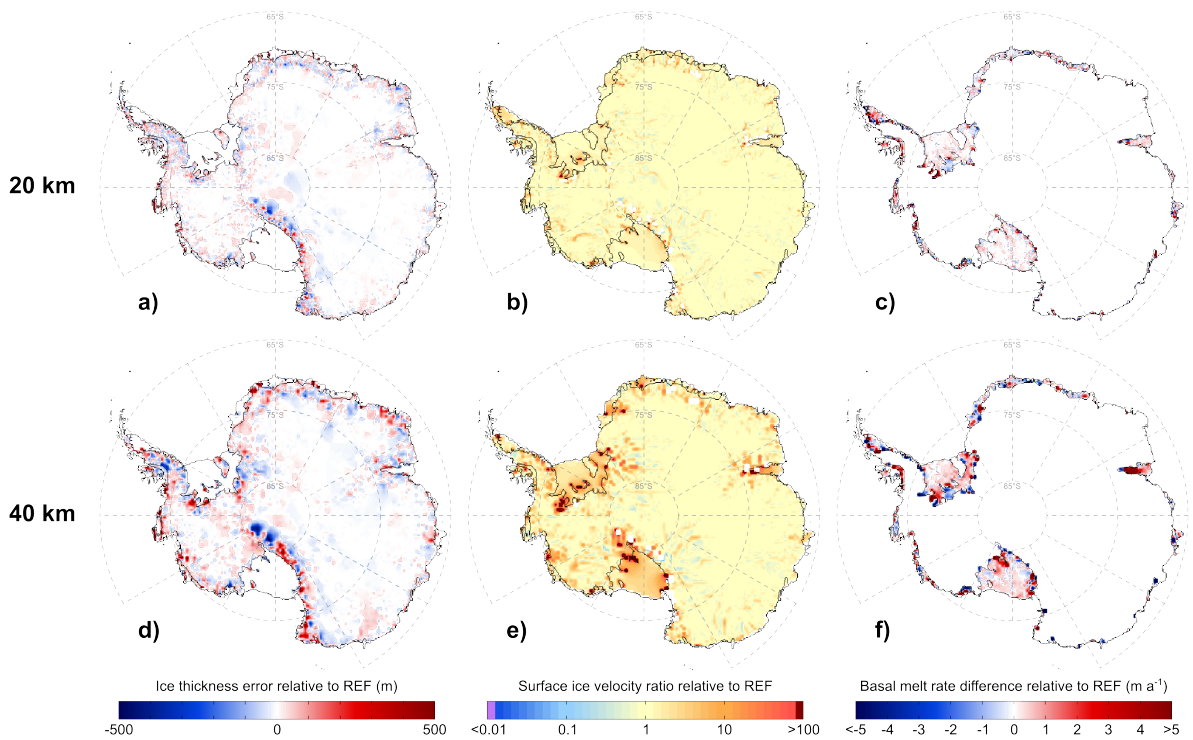 65°S 65°S 65°S
75°S 75°S 75°S
85°S 85°S 85°S
20 km
a) b) c)
65°S 65°S 65°S
75°S 75°S 75°S
85°S 85°S 85°S
40 km
d) e) f)
Ice thickness error relative to REF (m)
-500 0 500
Surface ice velocity ratio relative to REF
<0.01 0.1 1 10 >100
Basal melt rate difference relative to REF (m a⁻¹)
<-5 -4 -3 -2 -1 0 1 2 3 4 >5